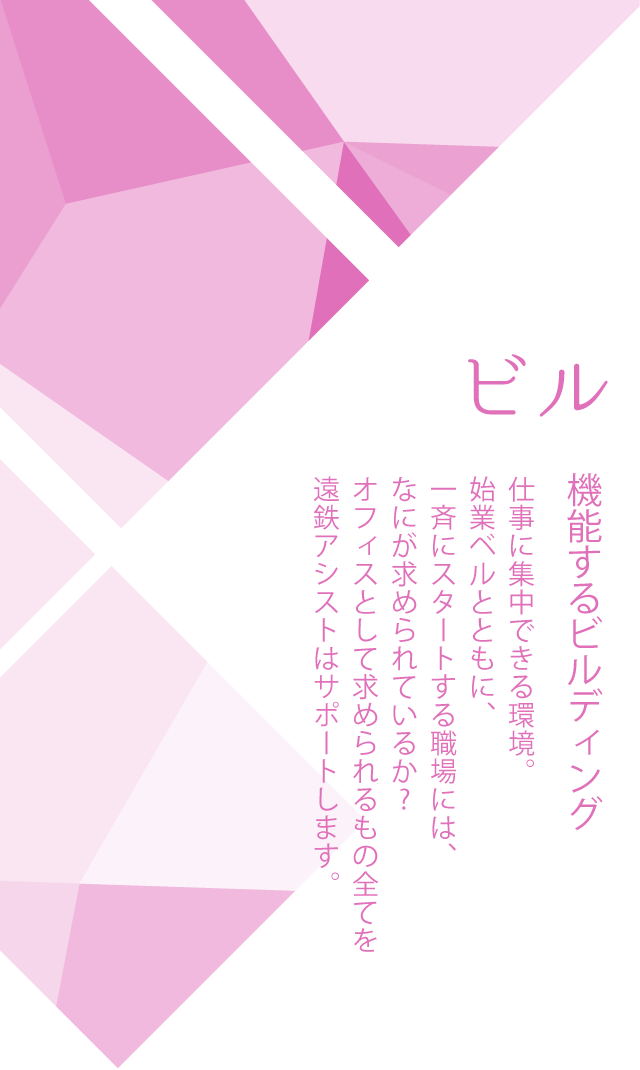 ビル
機能するビルディング
仕事に集中できる環境。
始業ベルとともに、
一斉にスタートする職場には、
なにが求められているか?
オフィスとして求められるもの全てを
遠鉄アシストはサポートします。